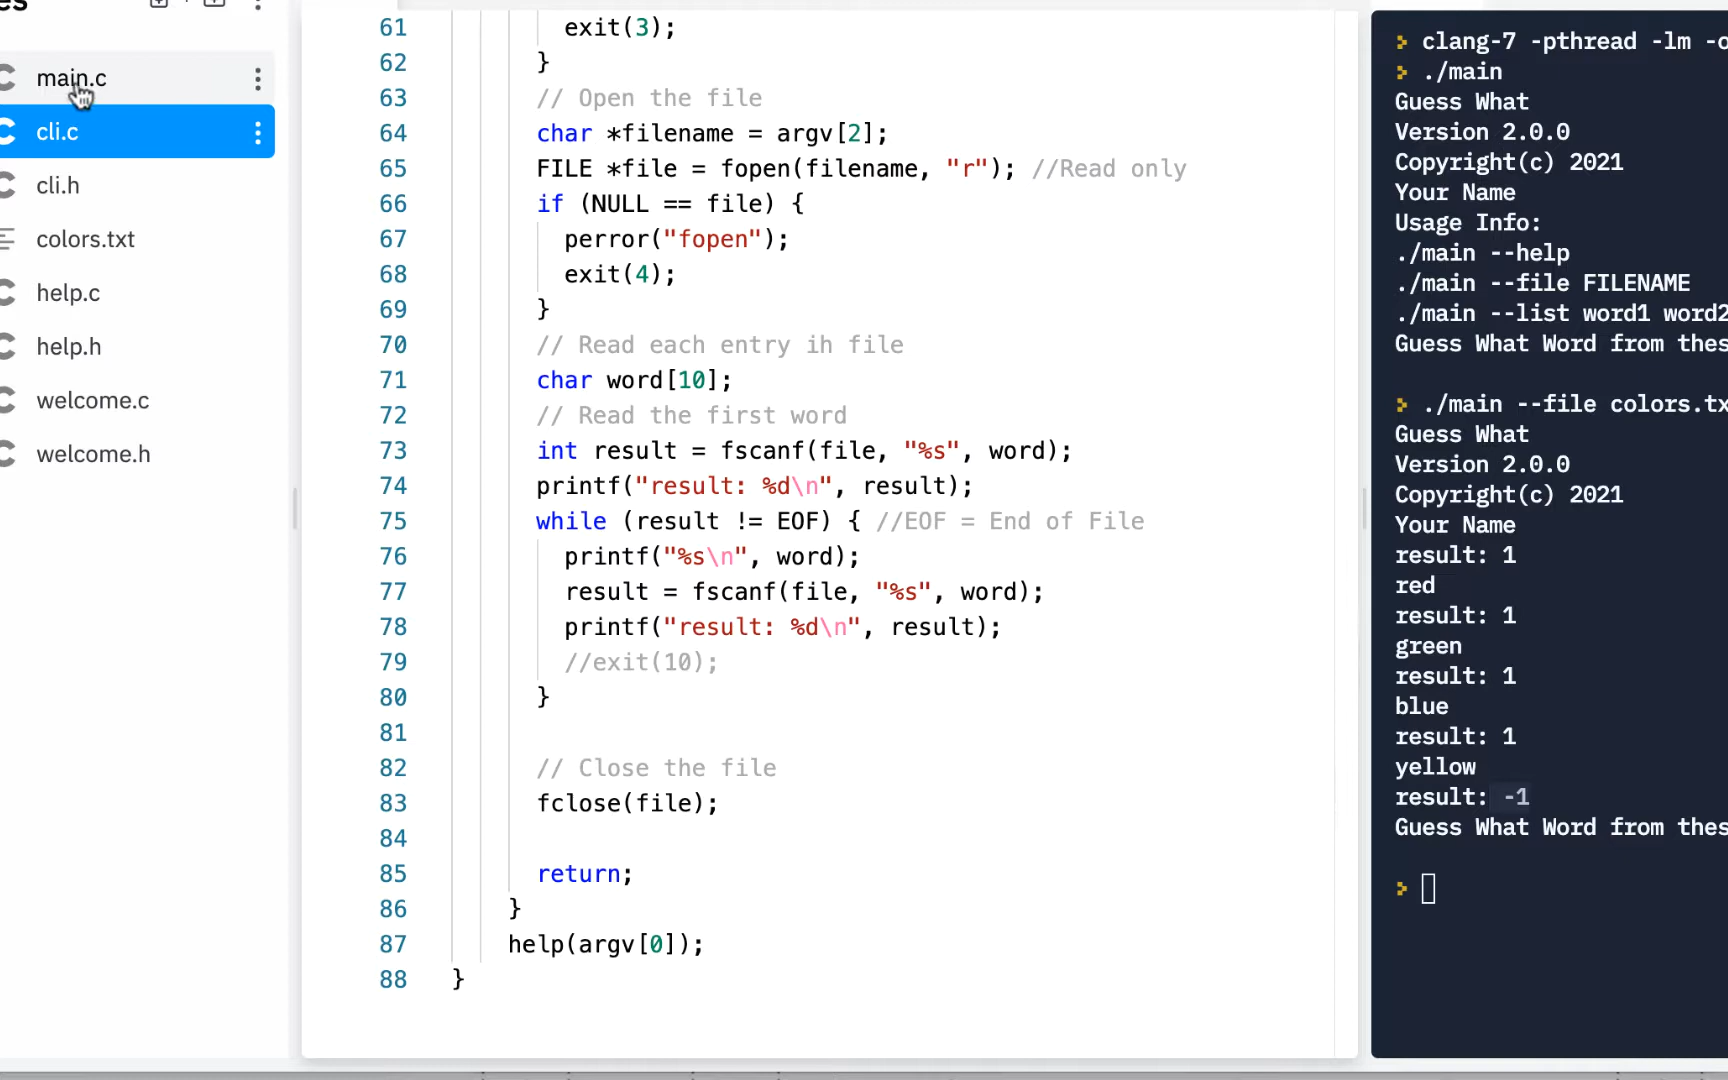 main.c
cli.c
cli.h
colors.txt
help.c
help.h
welcome.c
welcome.h
61 exit(3);
62 }
63 // Open the file
64 char *filename = argv[2];
65 FILE *file = fopen(filename, "r"); //Read only
66 if (NULL == file) {
67 perror("fopen");
68 exit(4);
69 }
70 // Read each entry ih file
71 char word[10];
72 // Read the first word
73 int result = fscanf(file, "%s", word);
74 printf("result: %d\n", result);
75 while (result != EOF) { //EOF = End of File
76 printf("%s\n", word);
77 result = fscanf(file, "%s", word);
78 printf("result: %d\n", result);
79 //exit(10);
80 }
81
82 // Close the file
83 fclose(file);
84
85 return;
86 }
87 help(argv[0]);
88 }
> clang-7 -pthread -lm -o
> ./main
Guess What
Version 2.0.0
Copyright(c) 2021
Your Name
Usage Info:
./main --help
./main --file FILENAME
./main --list word1 word2
Guess What Word from thes
> ./main --file colors.tx
Guess What
Version 2.0.0
Copyright(c) 2021
Your Name
result: 1
red
result: 1
green
result: 1
blue
result: 1
yellow
result: -1
Guess What Word from thes
>